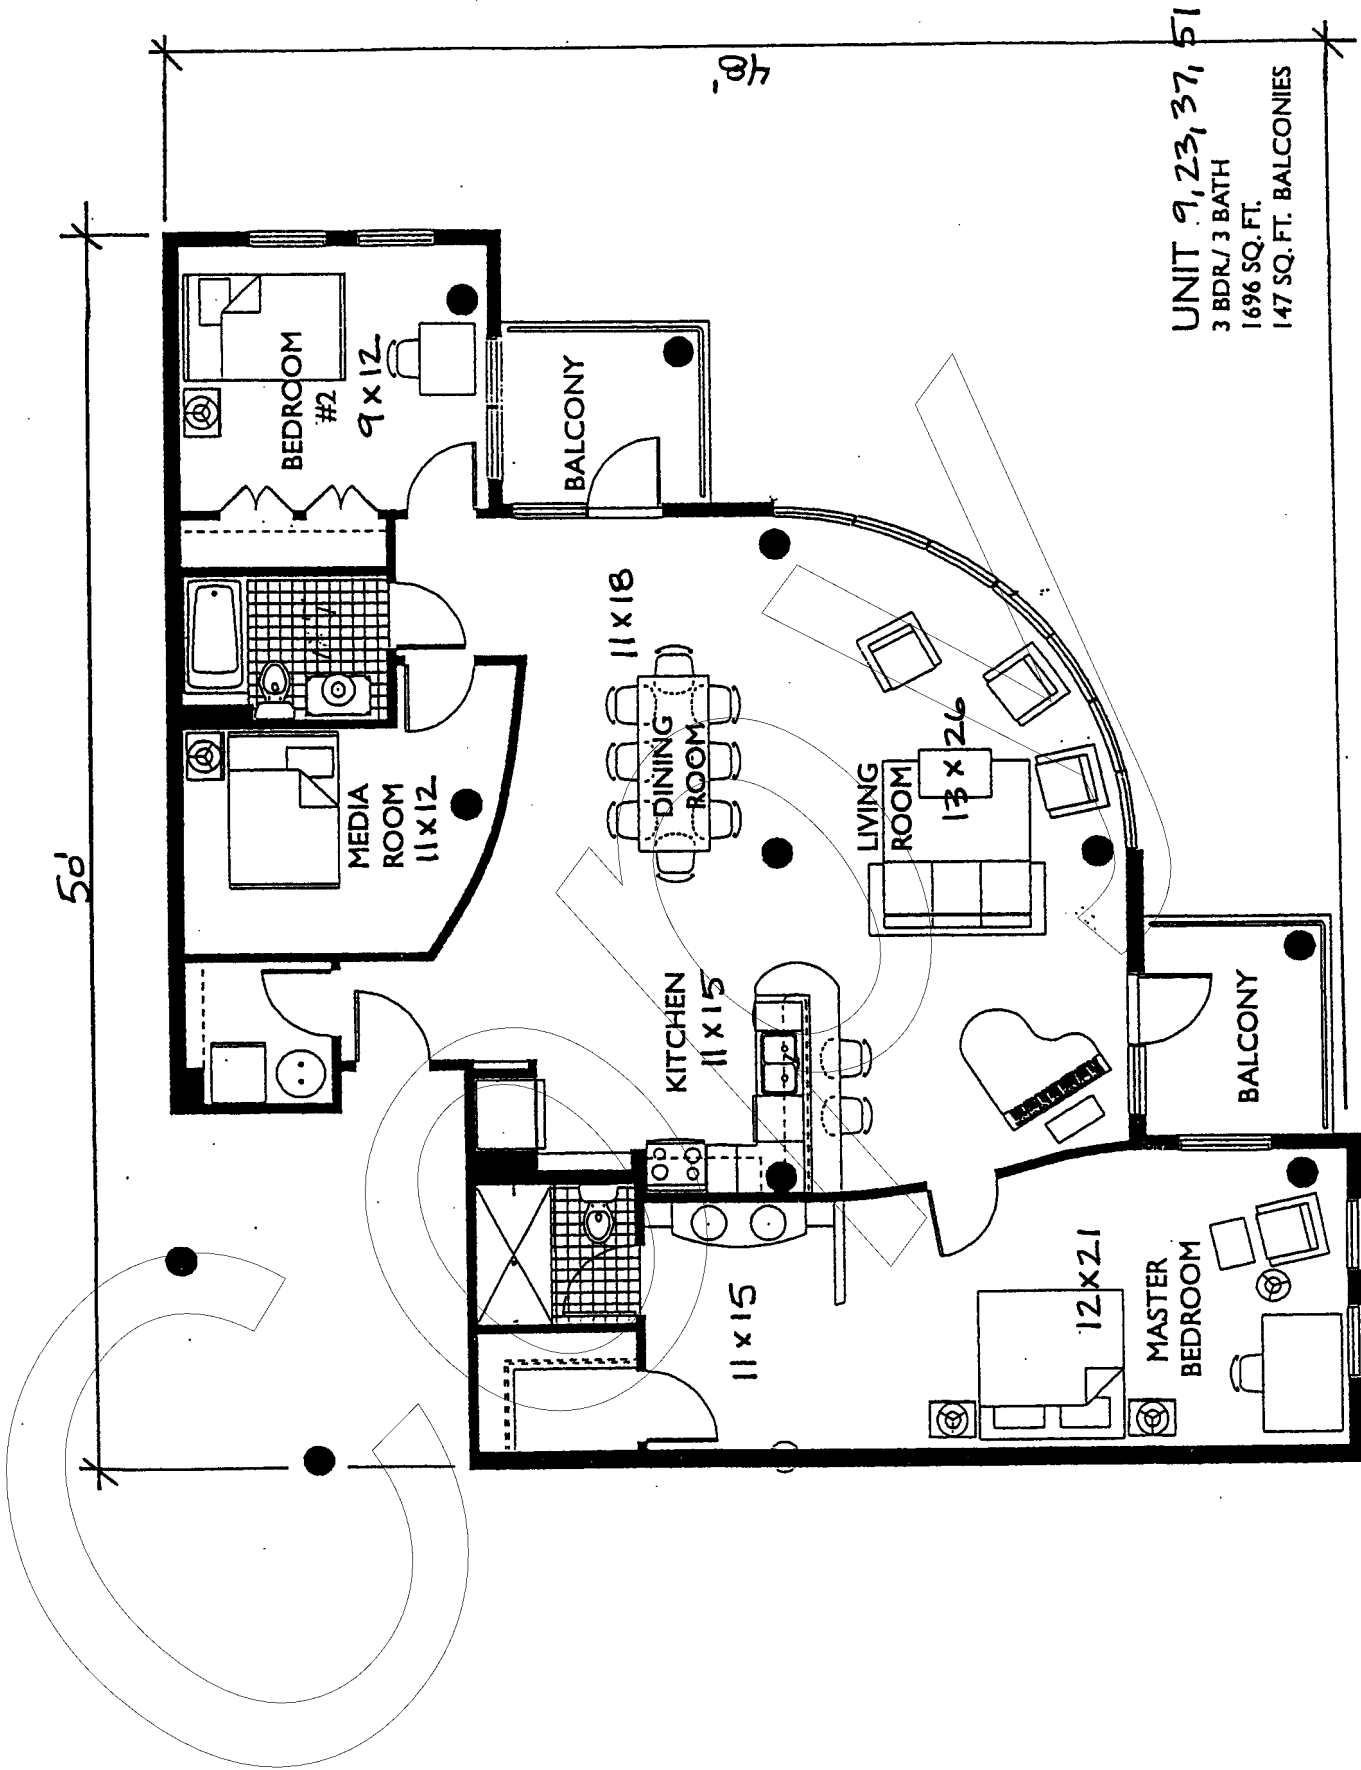 50'
BEDROOM
#2
9 x 12
MEDIA
ROOM
11 x 12
BALCONY
11 x 18
DINING
ROOM
KITCHEN
11 x 15
48'
11 x 15
LIVING
ROOM
13 x 26
12 x 21
MASTER
BEDROOM
BALCONY
UNIT 9, 23, 37, 51
3 BDR./ 3 BATH
1696 SQ. FT.
147 SQ. FT. BALCONIES
COPY